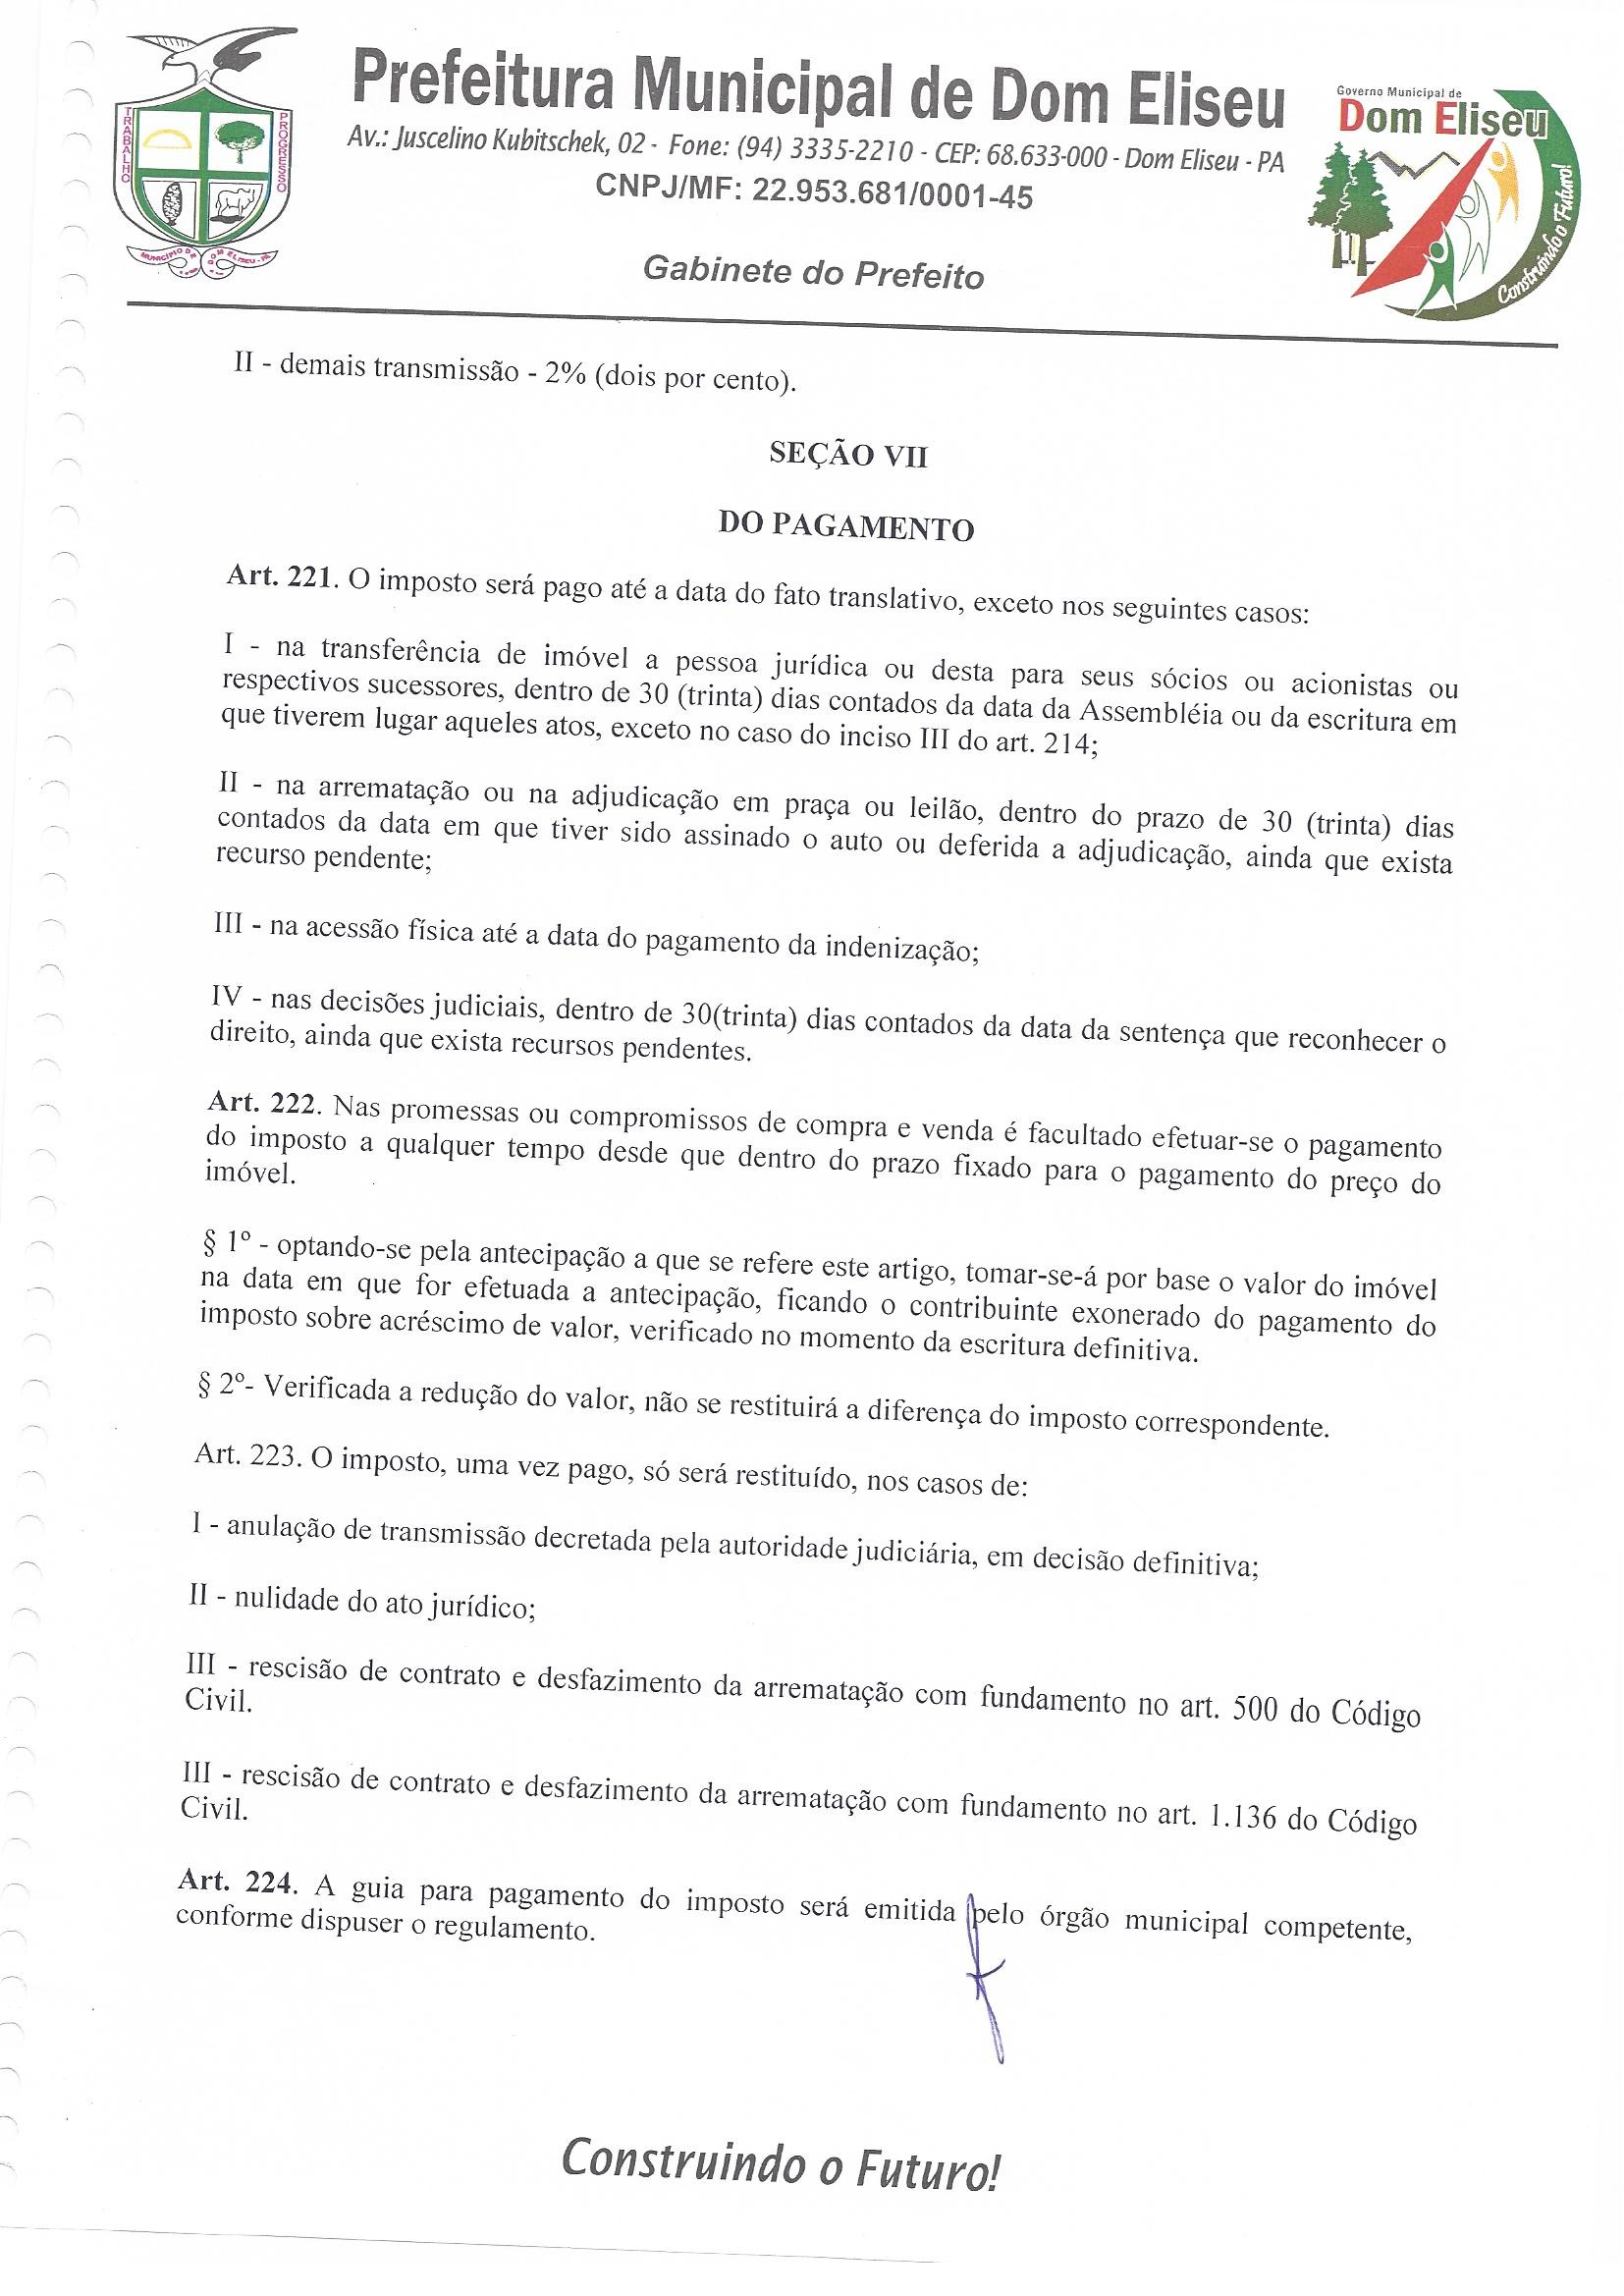 Prefeitura Municipal de Dom Eliseu
Av.: Juscelino Kubitschek, 02 - Fone: (94) 3335-2210 - CEP: 68.633-000 - Dom Eliseu - PA
CNPJ/MF: 22.953.681/0001-45
Gabinete do Prefeito
TRABALHO
PROGRESSO
MUNICÍPIO DE DOM ELISEU - PA
Governo Municipal de
Dom Eliseu
Construindo o Futuro!
II - demais transmissão - 2% (dois por cento).
SEÇÃO VII
DO PAGAMENTO
Art. 221. O imposto será pago até a data do fato translativo, exceto nos seguintes casos:
I - na transferência de imóvel a pessoa jurídica ou desta para seus sócios ou acionistas ou
respectivos sucessores, dentro de 30 (trinta) dias contados da data da Assembléia ou da escritura em
que tiverem lugar aqueles atos, exceto no caso do inciso III do art. 214;
II - na arrematação ou na adjudicação em praça ou leilão, dentro do prazo de 30 (trinta) dias
contados da data em que tiver sido assinado o auto ou deferida a adjudicação, ainda que exista
recurso pendente;
III - na acessão física até a data do pagamento da indenização;
IV - nas decisões judiciais, dentro de 30(trinta) dias contados da data da sentença que reconhecer o
direito, ainda que exista recursos pendentes.
Art. 222. Nas promessas ou compromissos de compra e venda é facultado efetuar-se o pagamento
do imposto a qualquer tempo desde que dentro do prazo fixado para o pagamento do preço do
imóvel.
§ 1º - optando-se pela antecipação a que se refere este artigo, tomar-se-á por base o valor do imóvel
na data em que for efetuada a antecipação, ficando o contribuinte exonerado do pagamento do
imposto sobre acréscimo de valor, verificado no momento da escritura definitiva.
§ 2º- Verificada a redução do valor, não se restituirá a diferença do imposto correspondente.
Art. 223. O imposto, uma vez pago, só será restituído, nos casos de:
I - anulação de transmissão decretada pela autoridade judiciária, em decisão definitiva;
II - nulidade do ato jurídico;
III - rescisão de contrato e desfazimento da arrematação com fundamento no art. 500 do Código
Civil.
III - rescisão de contrato e desfazimento da arrematação com fundamento no art. 1.136 do Código
Civil.
Art. 224. A guia para pagamento do imposto será emitida pelo órgão municipal competente,
conforme dispuser o regulamento.
Construindo o Futuro!